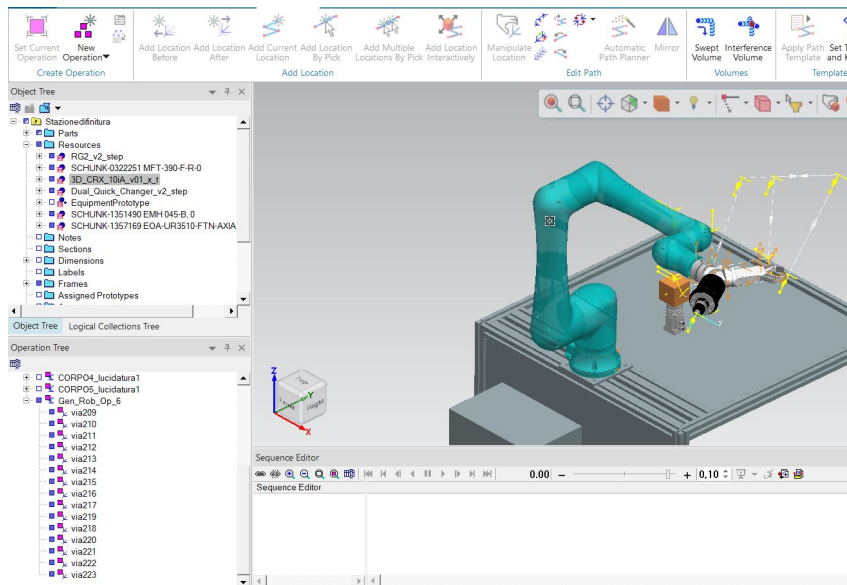 Set Current Operation
New Operation
Add Location Before
Add Location After
Add Current Location
Add Location By Pick
Add Multiple Locations By Pick
Add Location Interactively
Manipulate Location
Automatic Path Planner
Mirror
Swept Volume
Interference Volume
Apply Path Template
Set T
and K
Create Operation
Add Location
Edit Path
Volumes
Template
Object Tree
Stazionedifinitura
Parts
Resources
RG2_v2_step
SCHUNK-0322251 MFT-390-F-R-0
3D_CRX_10iA_v01_x_t
Dual_Quick_Changer_v2_step
EquipmentPrototype
SCHUNK-1351490 EMH 045-B, 0
SCHUNK-1357169 EOA-UR3510-FTN-AXIA
Notes
Sections
Dimensions
Labels
Frames
Assigned Prototypes
Object Tree
Logical Collections Tree
Operation Tree
CORPO4_lucidatura1
CORPO5_lucidatura1
Gen_Rob_Op_6
via209
via210
via211
via212
via213
via214
via215
via216
via217
via219
via218
via220
via221
via222
via223
Z
Y
X
Sequence Editor
0.00
0,10
Sequence Editor